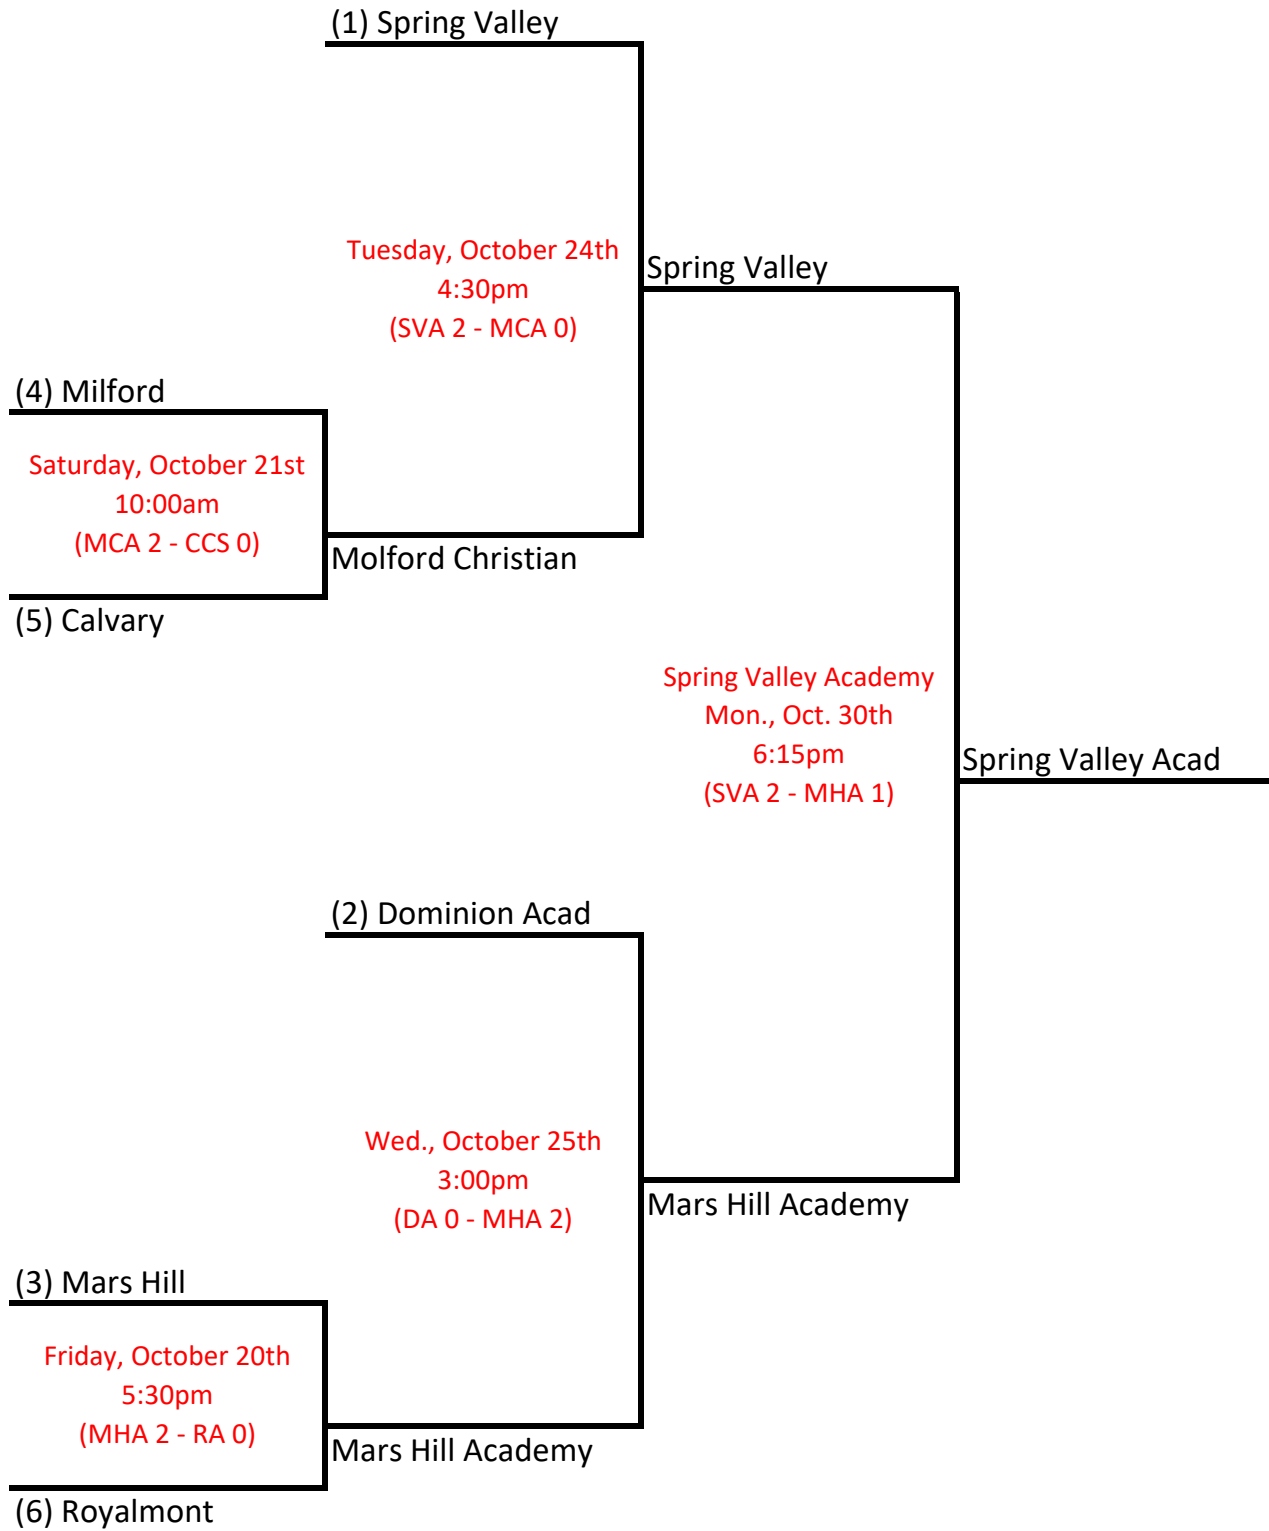 (1) Spring Valley
Tuesday, October 24th
4:30pm
(SVA 2 - MCA 0)
Spring Valley
(4) Milford
Saturday, October 21st
10:00am
(MCA 2 - CCS 0)
Molford Christian
(5) Calvary
Spring Valley Academy
Mon., Oct. 30th
6:15pm
(SVA 2 - MHA 1)
Spring Valley Acad
(2) Dominion Acad
Wed., October 25th
3:00pm
(DA 0 - MHA 2)
Mars Hill Academy
(3) Mars Hill
Friday, October 20th
5:30pm
(MHA 2 - RA 0)
Mars Hill Academy
(6) Royalmont